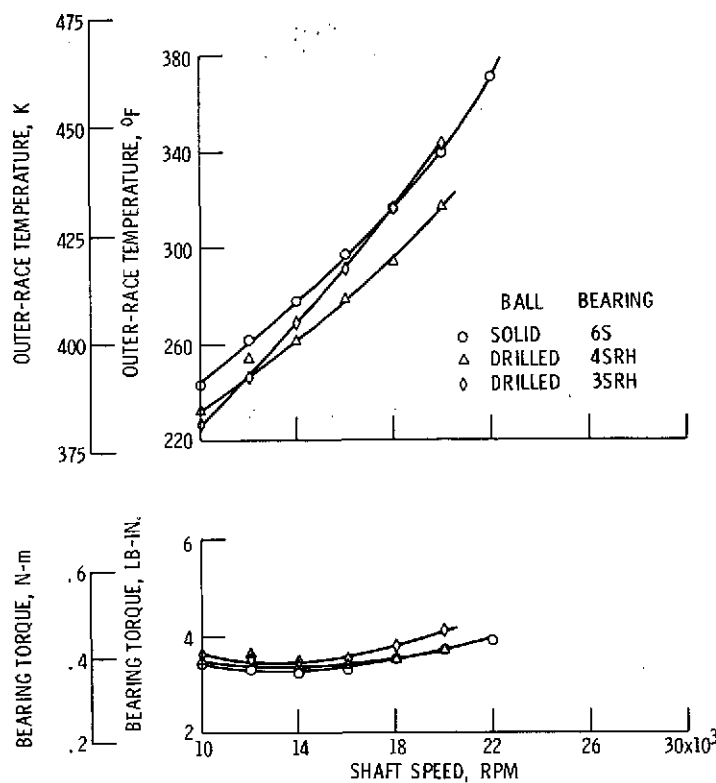 OUTER-RACE TEMPERATURE, K
475
450
425
400
375
OUTER-RACE TEMPERATURE, °F
380
340
300
260
220
BALL BEARING
SOLID 6S
DRILLED 4SRH
DRILLED 3SRH
BEARING TORQUE, N-m
.6
.4
.2
BEARING TORQUE, LB-IN.
6
4
2
10 14 18 22 26 30x10³
SHAFT SPEED, RPM